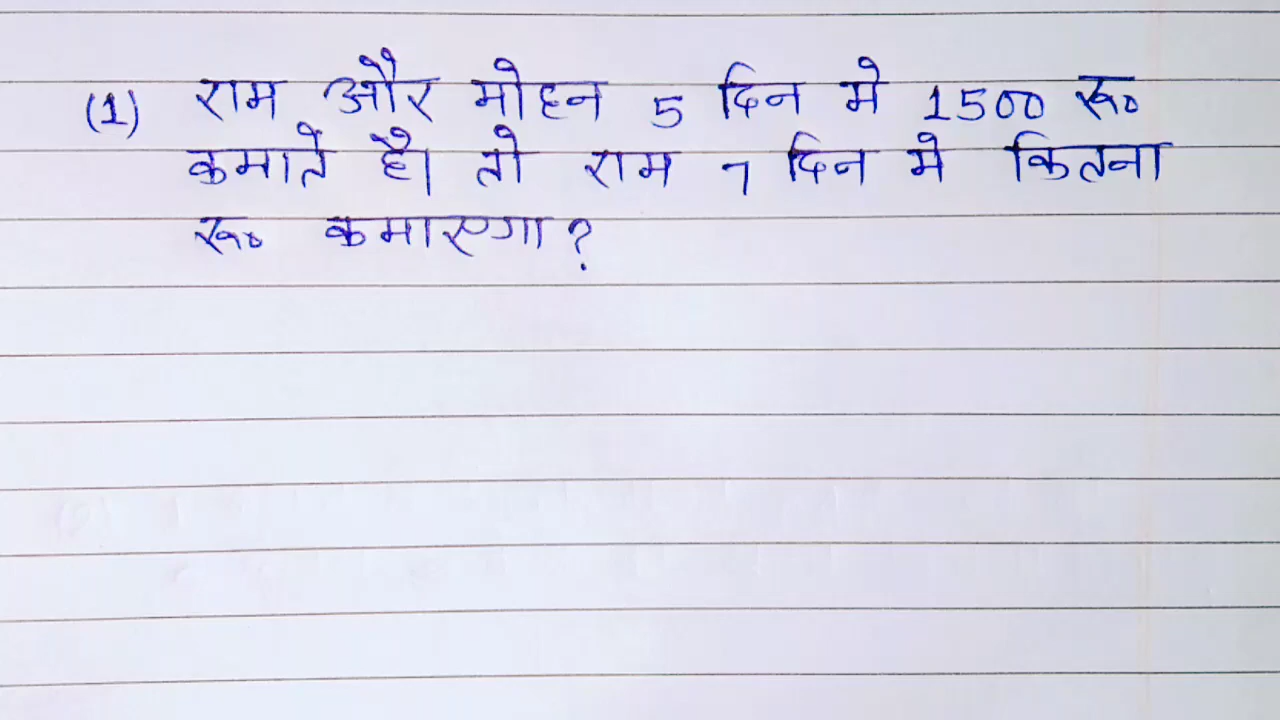 (1) राम और मोहन 5 दिन मे 1500 रू०
कमाते है। तो राम 7 दिन मे कितना
रू० कमाएगा?